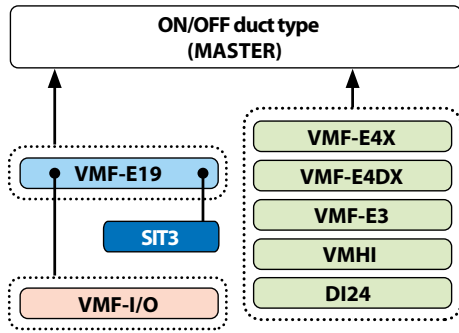 ON/OFF duct type
(MASTER)
VMF-E19
SIT3
VMF-I/O
VMF-E4X
VMF-E4DX
VMF-E3
VMHI
DI24